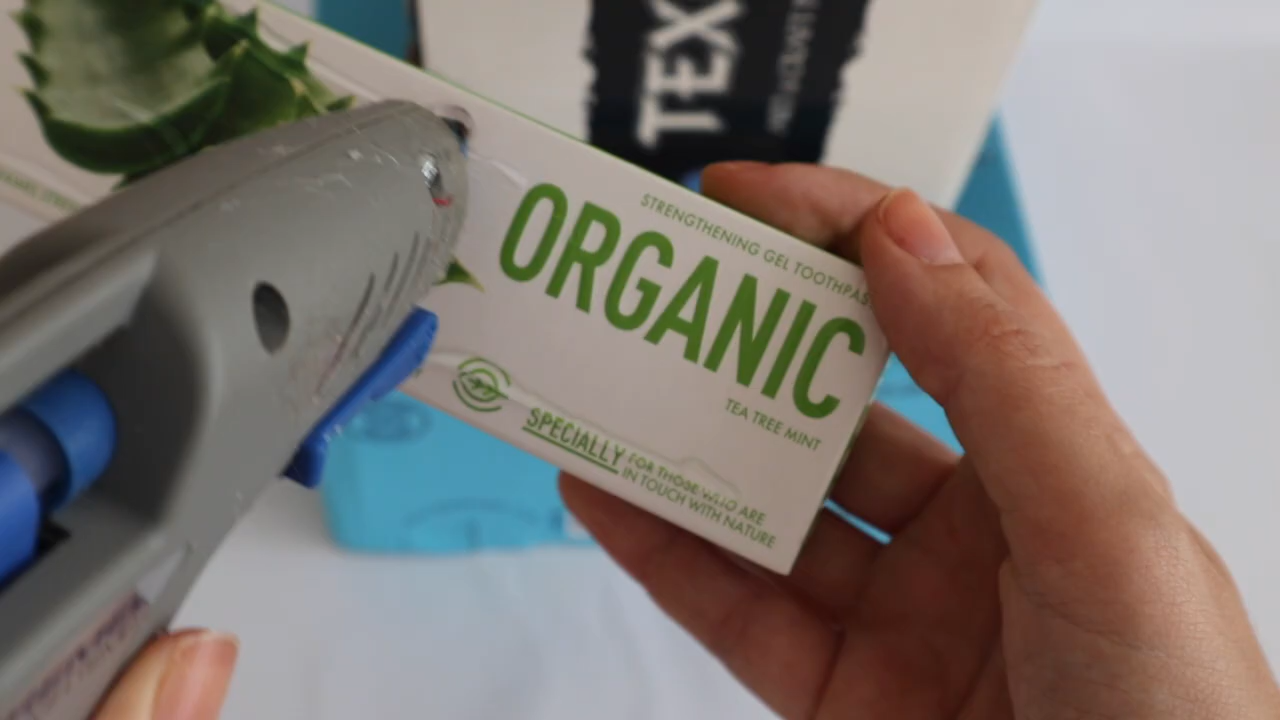 TEX
STRENGTHENING GEL TOOTHPAS
ORGANIC
TEA TREE MINT
SPECIALLY FOR THOSE WHO ARE
IN TOUCH WITH NATURE